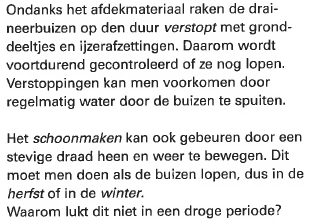 Ondanks het afdekmateriaal raken de drai-
neerbuizen op den duur verstopt met grond-
deeltjes en ijzerafzettingen. Daarom wordt
voortdurend gecontroleerd of ze nog lopen.
Verstoppingen kan men voorkomen door
regelmatig water door de buizen te spuiten.

Het schoonmaken kan ook gebeuren door een
stevige draad heen en weer te bewegen. Dit
moet men doen als de buizen lopen, dus in de
herfst of in de winter.
Waarom lukt dit niet in een droge periode?